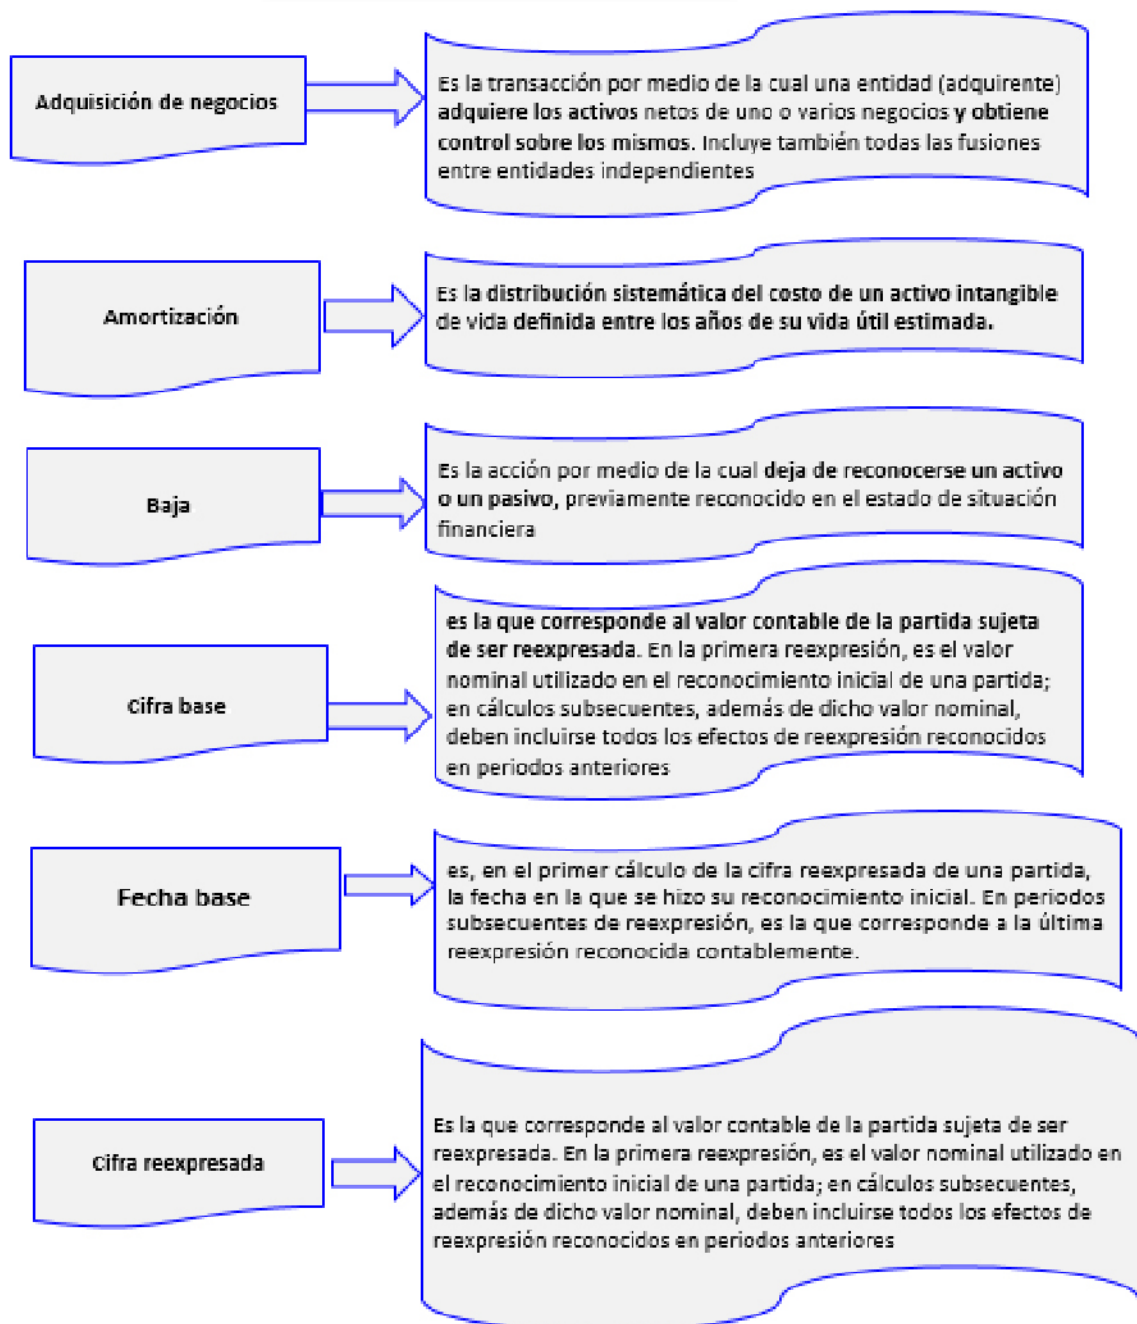 Adquisición de negocios
Es la transacción por medio de la cual una entidad (adquirente)
adquiere los activos netos de uno o varios negocios y obtiene
control sobre los mismos. Incluye también todas las fusiones
entre entidades independientes
Amortización
Es la distribución sistemática del costo de un activo intangible
de vida definida entre los años de su vida útil estimada.
Baja
Es la acción por medio de la cual deja de reconocerse un activo
o un pasivo, previamente reconocido en el estado de situación
financiera
Cifra base
es la que corresponde al valor contable de la partida sujeta
de ser reexpresada. En la primera reexpresión, es el valor
nominal utilizado en el reconocimiento inicial de una partida;
en cálculos subsecuentes, además de dicho valor nominal,
deben incluirse todos los efectos de reexpresión reconocidos
en periodos anteriores
Fecha base
es, en el primer cálculo de la cifra reexpresada de una partida,
la fecha en la que se hizo su reconocimiento inicial. En periodos
subsecuentes de reexpresión, es la que corresponde a la última
reexpresión reconocida contablemente.
Cifra reexpresada
Es la que corresponde al valor contable de la partida sujeta de ser
reexpresada. En la primera reexpresión, es el valor nominal utilizado en
el reconocimiento inicial de una partida; en cálculos subsecuentes,
además de dicho valor nominal, deben incluirse todos los efectos de
reexpresión reconocidos en periodos anteriores